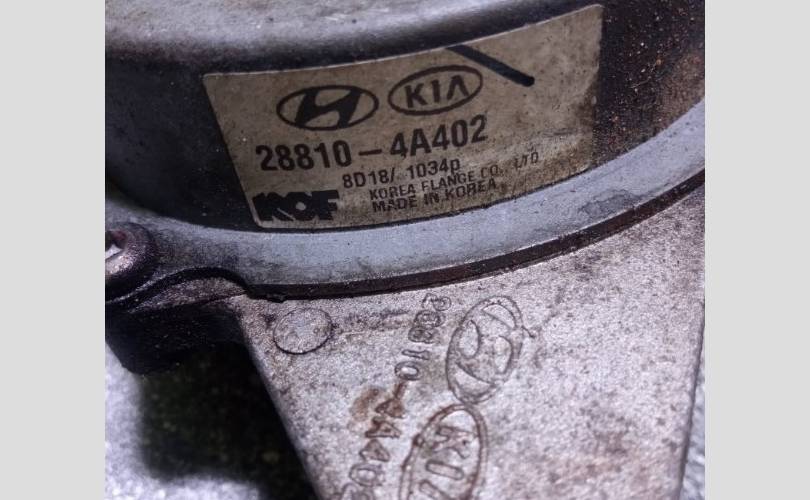 KIA
28810-4A402
8D18/ 1034p
KOF
KOREA FLANGE CO., LTD
MADE IN KOREA
28810-4A402
KIA